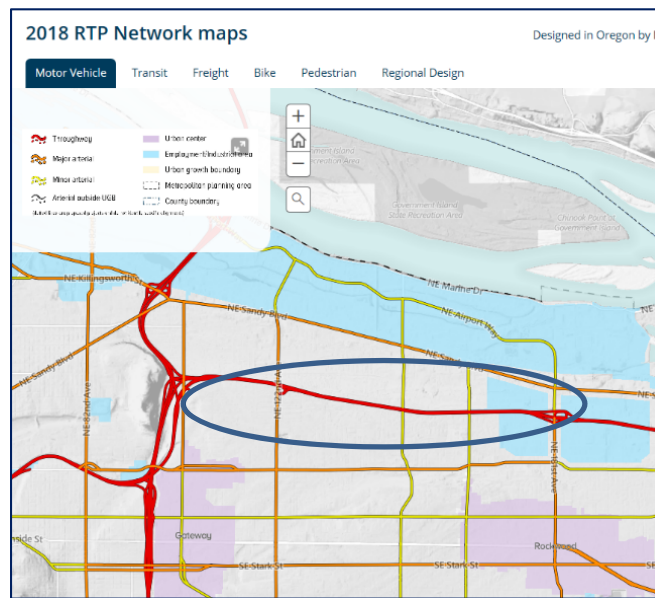 2018 RTP Network maps
Designed in Oregon by
Motor Vehicle Transit Freight Bike Pedestrian Regional Design
Throughway
Major arterial
Minor arterial
Arterial outside UGB
Urban center
Employment/Industrial area
Urban growth boundary
Metropolitan planning area
County boundary
+
−
Government Island
State Recreation Area
Chinook Point at
Government Island
NE Marine Dr
NE Killingsworth St
NE Sandy Blvd
NE Airport Way
NE Sandy Blvd
NE Sandy
NE 82nd Ave
NE 122nd Ave
NE 181st Ave
Gateway
Rockwood
nside St
SE Stark St
SE Stark St